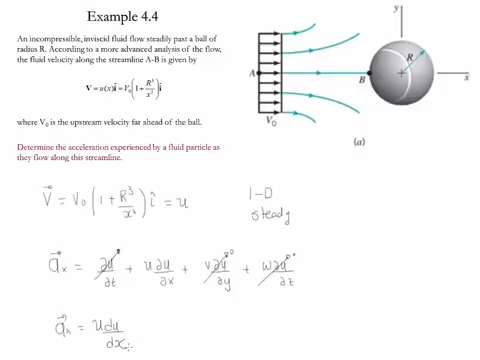 Example 4.4
An incompressible, inviscid fluid flow steadily past a ball of
radius R. According to a more advanced analysis of the flow,
the fluid velocity along the streamline A-B is given by
V = u(x)î = V₀(1 + R³/x³)î
where V₀ is the upstream velocity far ahead of the ball.
Determine the acceleration experienced by a fluid particle as
they flow along this streamline.
y
A
B
R
x
V₀
(a)
V⃗ = V₀(1 + R³/x³)î = u
1-D
steady
a⃗ₓ = ∂u/∂t⁰ + u∂u/∂x + v∂u/∂y⁰ + w∂u/∂z⁰
a⃗ₓ = u du/dx